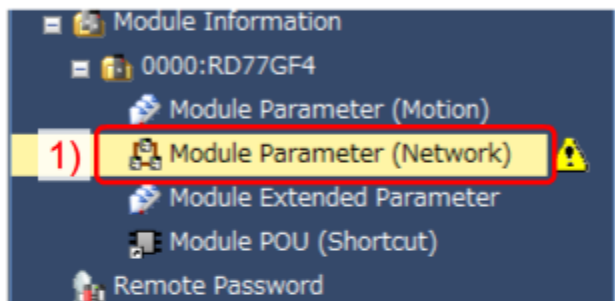 Module Information
0000:RD77GF4
Module Parameter (Motion)
1) Module Parameter (Network)
Module Extended Parameter
Module POU (Shortcut)
Remote Password